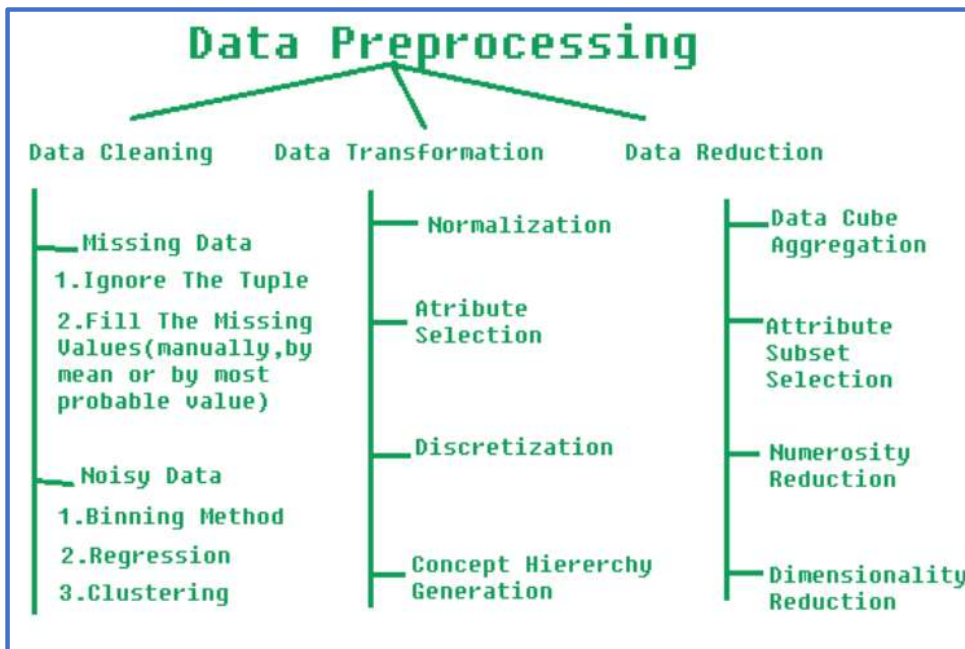 Data Preprocessing
Data Cleaning
Missing Data
1.Ignore The Tuple
2.Fill The Missing
Values(manually,by
mean or by most
probable value)
Noisy Data
1.Binning Method
2.Regression
3.Clustering
Data Transformation
Normalization
Atribute
Selection
Discretization
Concept Hiererchy
Generation
Data Reduction
Data Cube
Aggregation
Attribute
Subset
Selection
Numerosity
Reduction
Dimensionality
Reduction